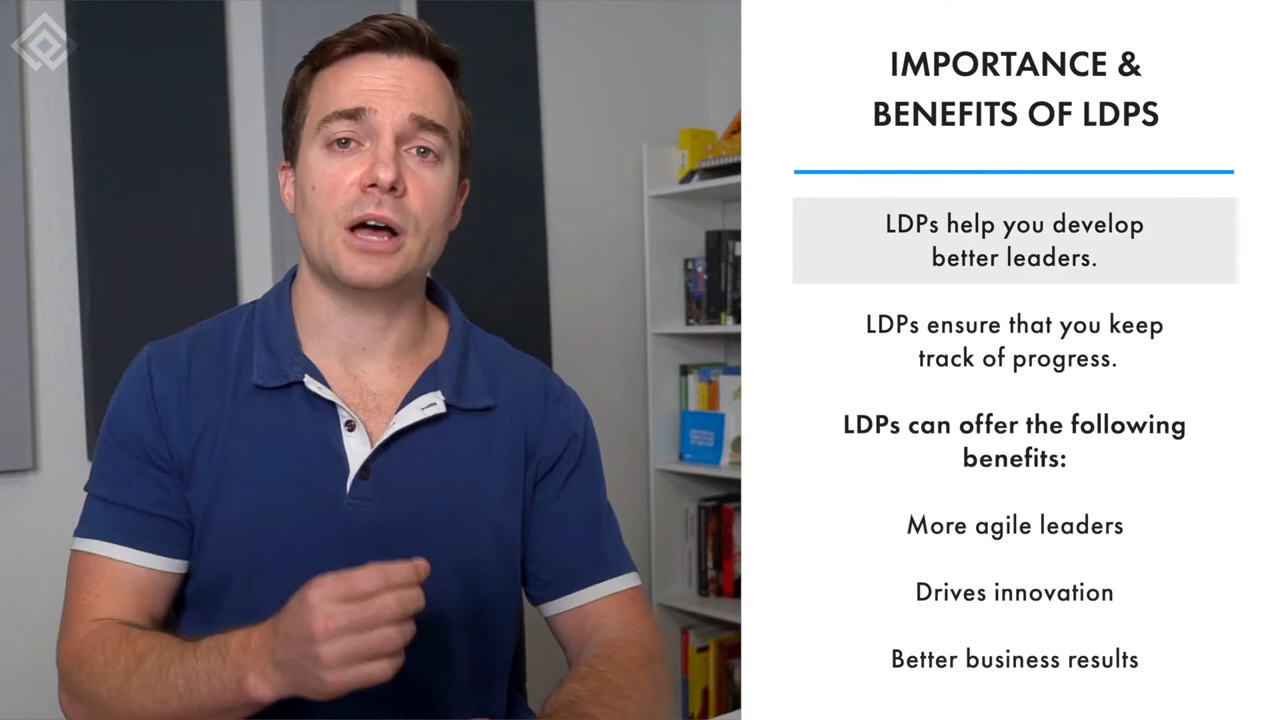 IMPORTANCE &
BENEFITS OF LDPS
LDPs help you develop
better leaders.
LDPs ensure that you keep
track of progress.
LDPs can offer the following
benefits:
More agile leaders
Drives innovation
Better business results